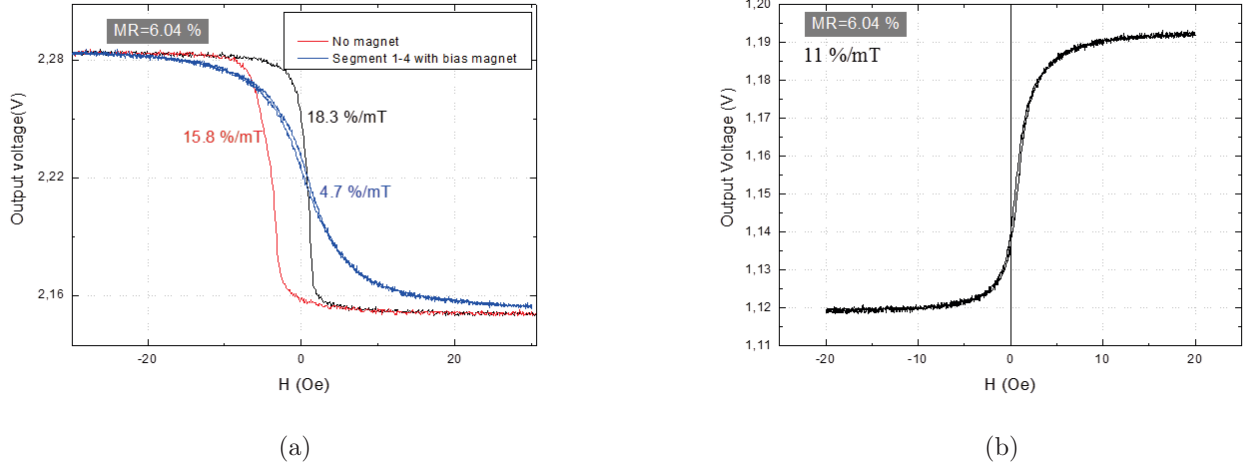 MR=6.04 %
No magnet
Segment 1-4 with bias magnet
2,28
18.3 %/mT
15.8 %/mT
2,22
4.7 %/mT
2,16
Output voltage(V)
-20
0
20
H (Oe)
(a)
1,20
MR=6.04 %
1,19
11 %/mT
1,18
1,17
1,16
1,15
1,14
1,13
1,12
1,11
Output Voltage (V)
-20
-10
0
10
20
H (Oe)
(b)